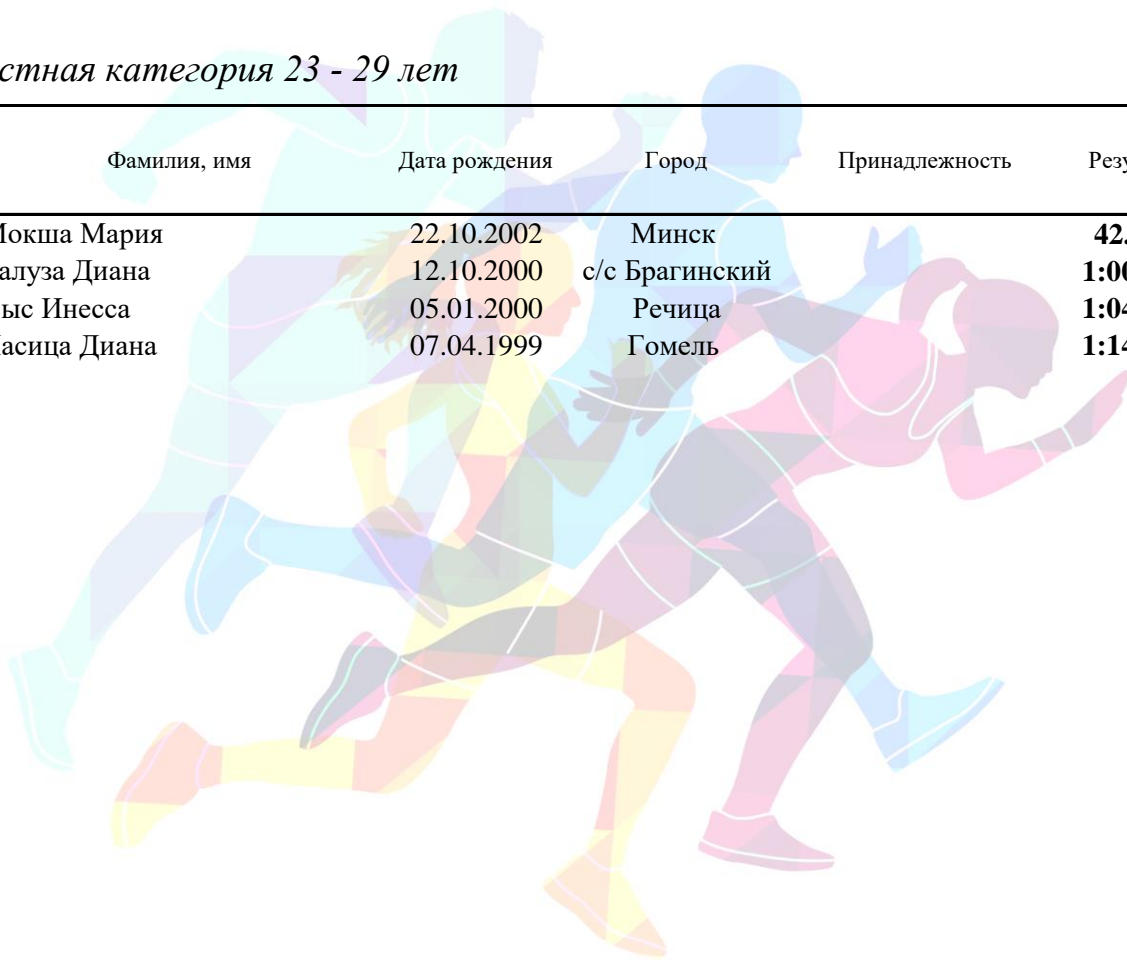 стная категория 23 - 29 лет
Фамилия, имя Дата рождения Город Принадлежность Резу
Мокша Мария 22.10.2002 Минск 42.
алуза Диана 12.10.2000 с/с Брагинский 1:00
ыс Инесса 05.01.2000 Речица 1:04
асица Диана 07.04.1999 Гомель 1:14